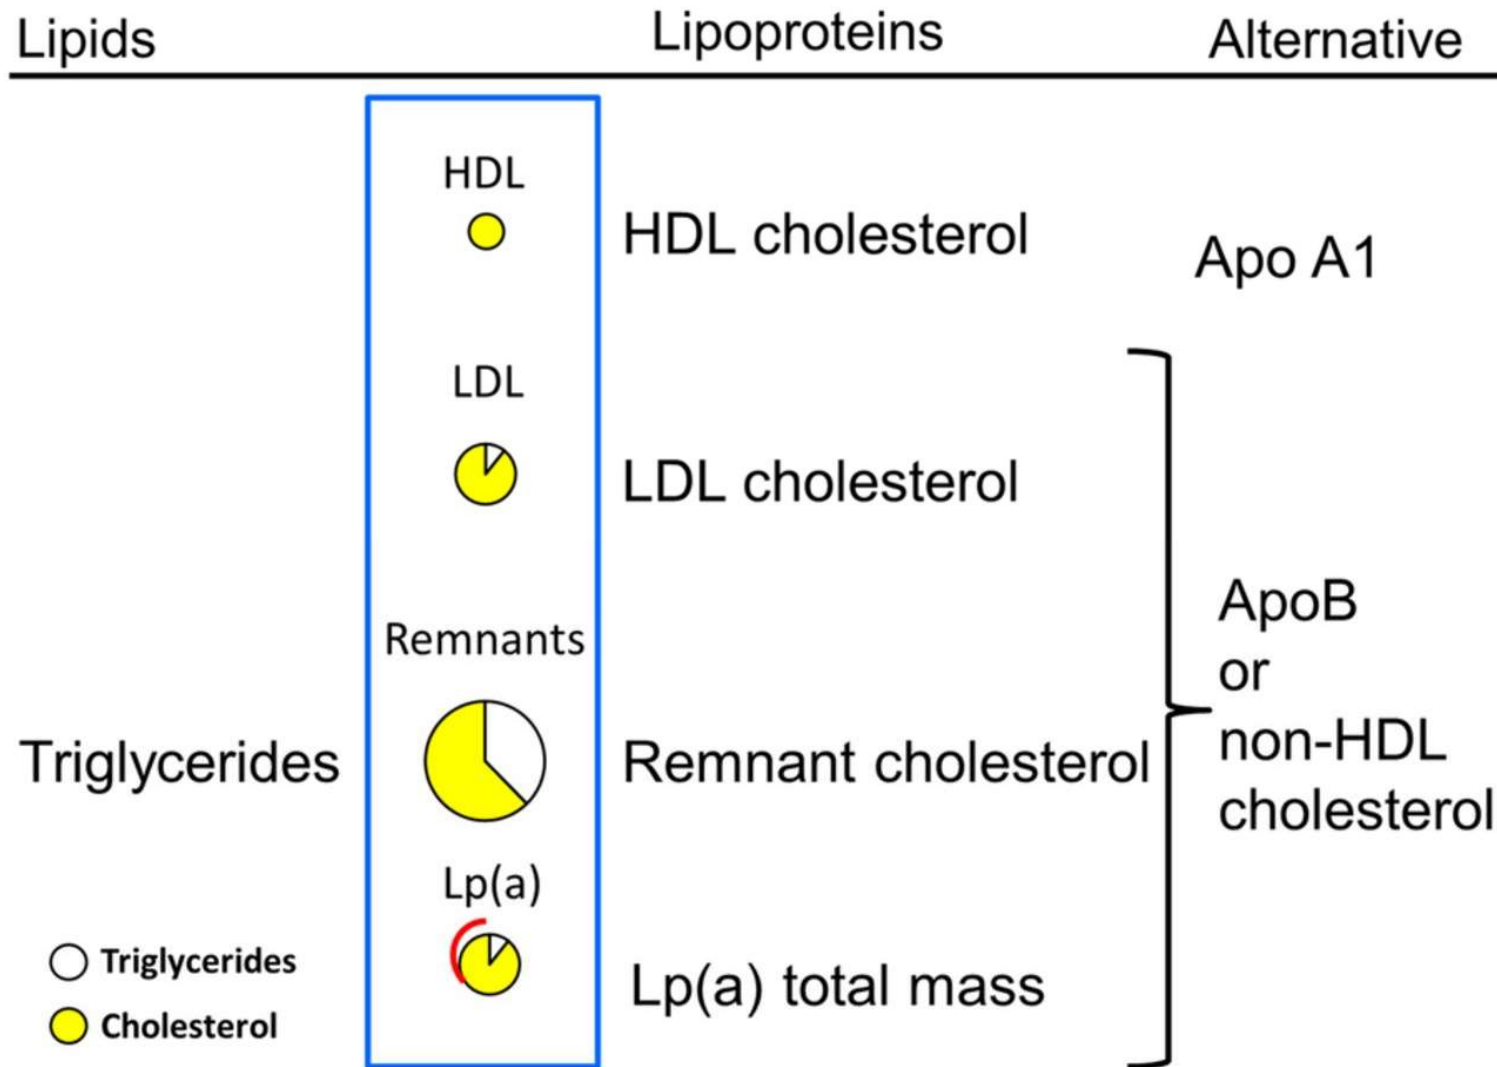 Lipids Lipoproteins Alternative
HDL
HDL cholesterol
Apo A1
LDL
LDL cholesterol
Remnants
Triglycerides
Remnant cholesterol
ApoB
or
non-HDL
cholesterol
Lp(a)
Lp(a) total mass
Triglycerides
Cholesterol